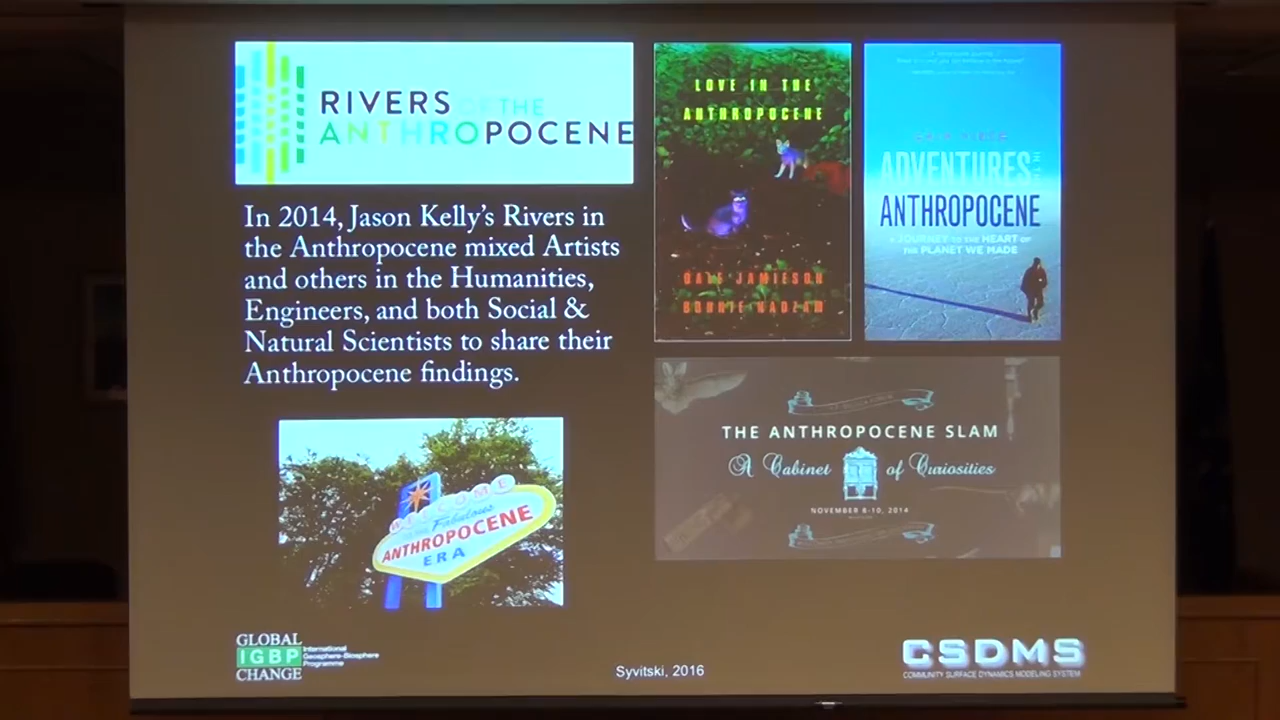 RIVERS OF THE
ANTHROPOCENE
In 2014, Jason Kelly's Rivers in
the Anthropocene mixed Artists
and others in the Humanities,
Engineers, and both Social &
Natural Scientists to share their
Anthropocene findings.
WELCOME
Fabulous
ANTHROPOCENE
ERA
LOVE IN THE
ANTHROPOCENE
DALE JAMIESON
BONNIE NADZAM
ADVENTURES IN THE
ANTHROPOCENE
A JOURNEY TO THE HEART OF
THE PLANET WE MADE
THE ANTHROPOCENE SLAM
A Cabinet of Curiosities
NOVEMBER 8-10, 2014
GLOBAL
IGBP
CHANGE
International
Geosphere-Biosphere
Programme
Syvitski, 2016
CSDMS
COMMUNITY SURFACE DYNAMICS MODELING SYSTEM